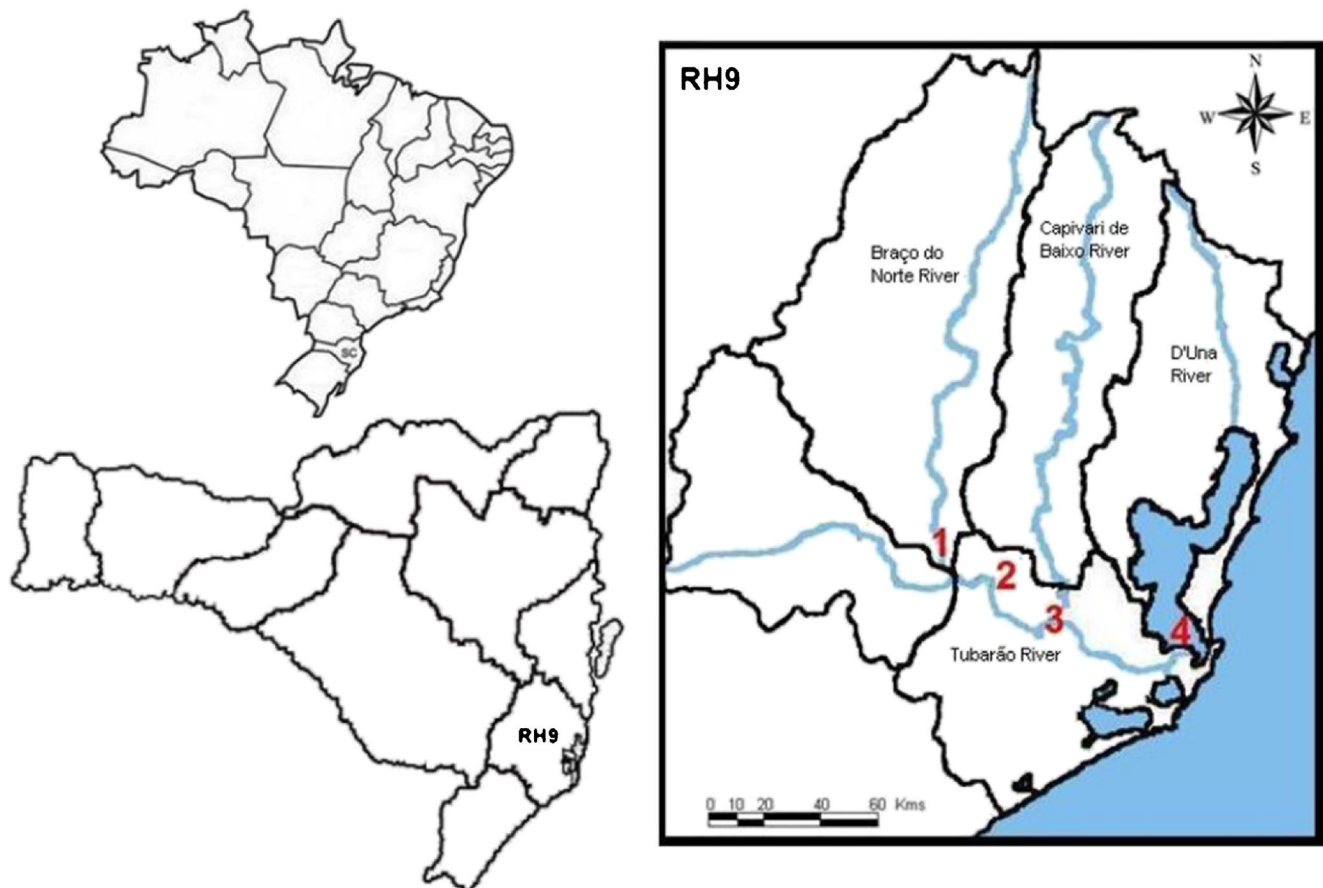 SC
RH9
RH9
N
W
E
S
Braço do
Norte River
Capivari de
Baixo River
D'Una
River
1
2
3
4
Tubarão River
0 10 20 40 60 Kms